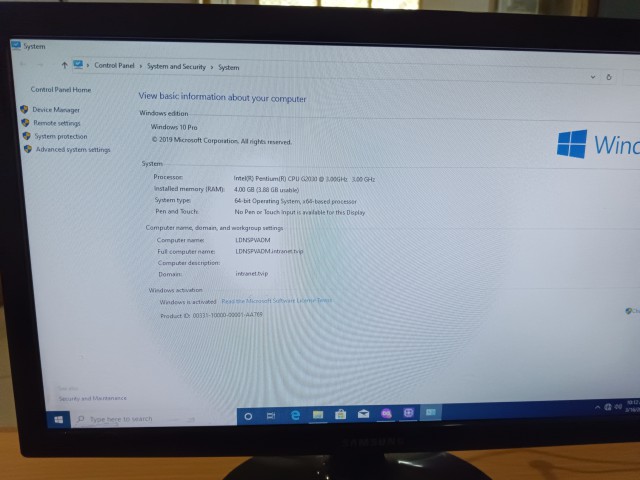 System
Control Panel > System and Security > System
Control Panel Home
Device Manager
Remote settings
System protection
Advanced system settings
View basic information about your computer
Windows edition
Windows 10 Pro
© 2019 Microsoft Corporation. All rights reserved.
Wind
System
Processor: Intel(R) Pentium(R) CPU G2030 @ 3.00GHz 3.00 GHz
Installed memory (RAM): 4.00 GB (3.88 GB usable)
System type: 64-bit Operating System, x64-based processor
Pen and Touch: No Pen or Touch Input is available for this Display
Computer name, domain, and workgroup settings
Computer name: LDNSPVADM
Full computer name: LDNSPVADM.intranet.tvip
Computer description:
Domain: intranet.tvip
Windows activation
Windows is activated Read the Microsoft Software License Terms
Product ID: 00331-10000-00001-AA769
See also
Security and Maintenance
Type here to search
SAMSUNG